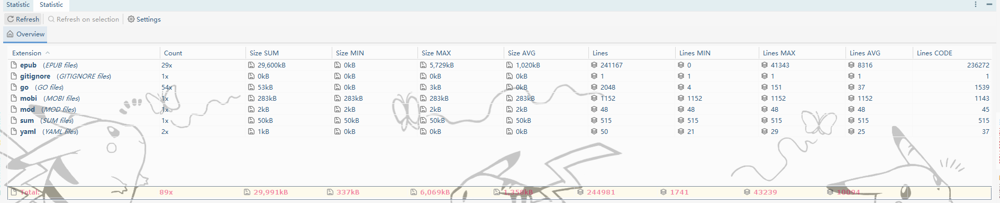 Statistic Statistic
Refresh Refresh on selection Settings
Overview
Extension Count Size SUM Size MIN Size MAX Size AVG Lines Lines MIN Lines MAX Lines AVG Lines CODE
epub (EPUB files) 29x 29,600kB 0kB 5,729kB 1,020kB 241167 0 41343 8316 236272
gitignore (GITIGNORE files) 1x 0kB 0kB 0kB 0kB 1 1 1 1 1
go (GO files) 54x 53kB 0kB 3kB 0kB 2048 4 151 37 1539
mobi (MOBI files) 1x 283kB 283kB 283kB 283kB 1152 1152 1152 1152 1143
mod (MOD files) 1x 2kB 2kB 2kB 2kB 48 48 48 48 45
sum (SUM files) 1x 50kB 50kB 50kB 50kB 515 515 515 515 515
yaml (YAML files) 2x 1kB 0kB 0kB 0kB 50 21 29 25 37
Total: 89x 29,991kB 337kB 6,069kB 1,358kB 244981 1741 43239 10094